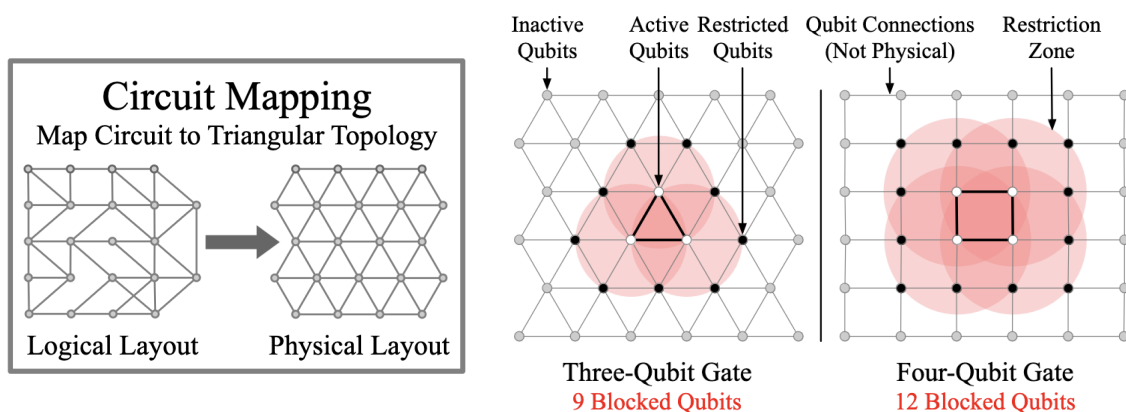 Circuit Mapping
Map Circuit to Triangular Topology
Logical Layout
Physical Layout
Inactive
Qubits
Active
Qubits
Restricted
Qubits
Qubit Connections
(Not Physical)
Restriction
Zone
Three-Qubit Gate
9 Blocked Qubits
Four-Qubit Gate
12 Blocked Qubits